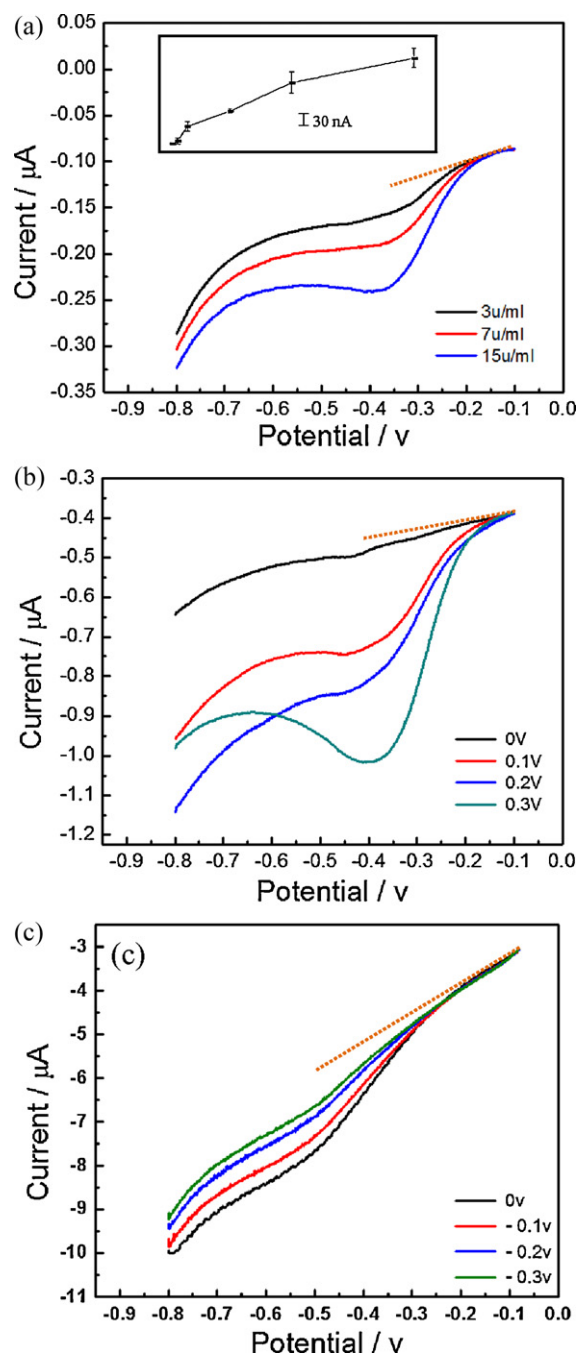 (a)
0.05
0.00
-0.05
-0.10
-0.15
-0.20
-0.25
-0.30
-0.35
Current / μA
30 nA
3u/ml
7u/ml
15u/ml
-0.9 -0.8 -0.7 -0.6 -0.5 -0.4 -0.3 -0.2 -0.1 0.0
Potential / v
(b)
-0.3
-0.4
-0.5
-0.6
-0.7
-0.8
-0.9
-1.0
-1.1
-1.2
Current / μA
0V
0.1V
0.2V
0.3V
-0.9 -0.8 -0.7 -0.6 -0.5 -0.4 -0.3 -0.2 -0.1 0.0
Potential / v
(c)
(c)
-3
-4
-5
-6
-7
-8
-9
-10
-11
Current / μA
0v
- 0.1v
- 0.2v
- 0.3v
-0.9 -0.8 -0.7 -0.6 -0.5 -0.4 -0.3 -0.2 -0.1 0.0
Potential / v